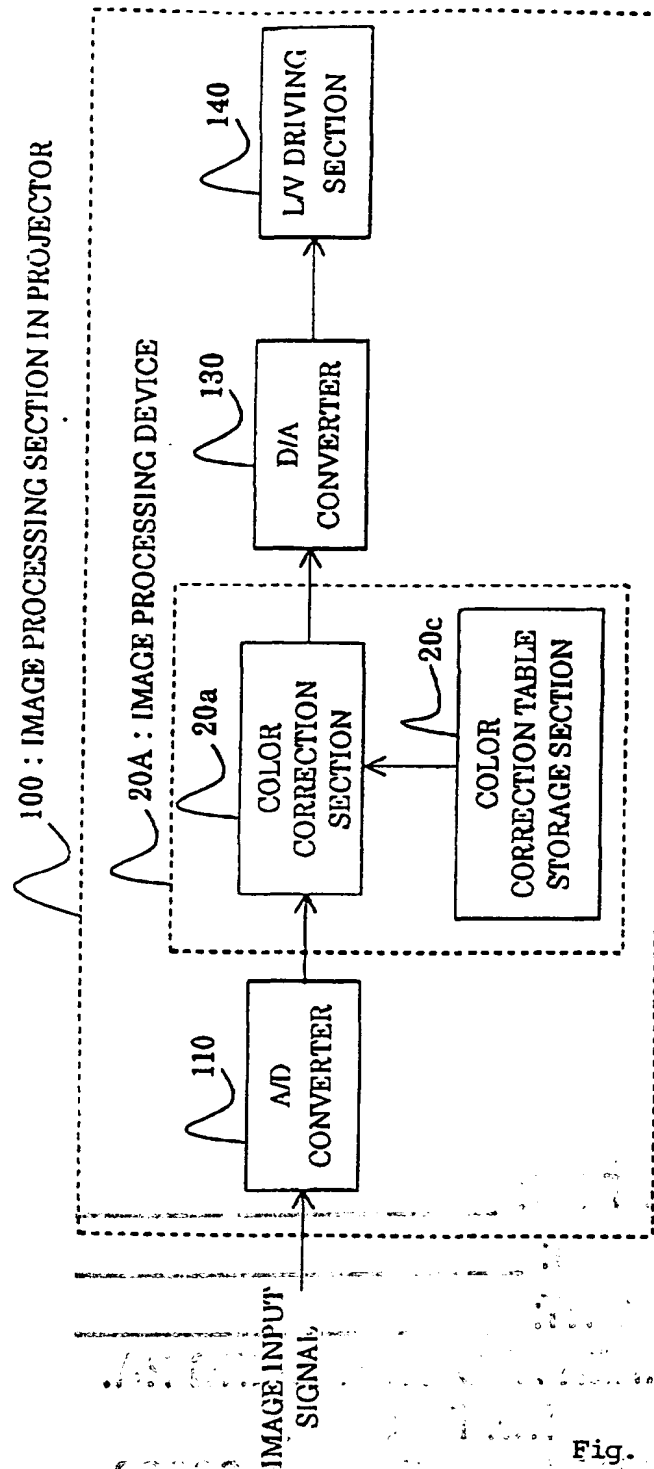 100 : IMAGE PROCESSING SECTION IN PROJECTOR
20A : IMAGE PROCESSING DEVICE
IMAGE INPUT
SIGNAL
110
A/D
CONVERTER
20a
COLOR
CORRECTION
SECTION
20c
COLOR
CORRECTION TABLE
STORAGE SECTION
130
D/A
CONVERTER
140
L/V DRIVING
SECTION
Fig.